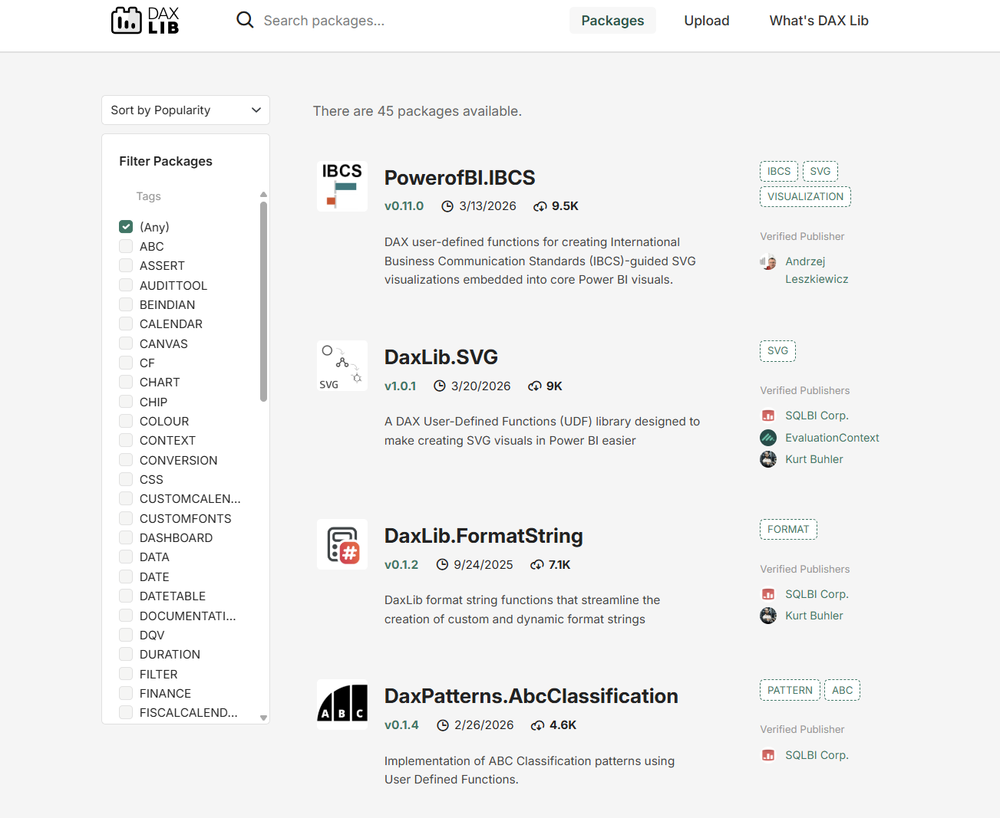 DAX
LIB
Search packages...
Packages
Upload
What's DAX Lib
Sort by Popularity
There are 45 packages available.
Filter Packages
Tags
(Any)
ABC
ASSERT
AUDITTOOL
BEINDIAN
CALENDAR
CANVAS
CF
CHART
CHIP
COLOUR
CONTEXT
CONVERSION
CSS
CUSTOMCALEN...
CUSTOMFONTS
DASHBOARD
DATA
DATE
DATETABLE
DOCUMENTATI...
DQV
DURATION
FILTER
FINANCE
FISCALCALEND...
IBCS
PowerofBI.IBCS
v0.11.0 3/13/2026 9.5K
DAX user-defined functions for creating International
Business Communication Standards (IBCS)-guided SVG
visualizations embedded into core Power BI visuals.
IBCS SVG
VISUALIZATION
Verified Publisher
Andrzej
Leszkiewicz
SVG
DaxLib.SVG
v1.0.1 3/20/2026 9K
A DAX User-Defined Functions (UDF) library designed to
make creating SVG visuals in Power BI easier
SVG
Verified Publishers
SQLBI Corp.
EvaluationContext
Kurt Buhler
#
DaxLib.FormatString
v0.1.2 9/24/2025 7.1K
DaxLib format string functions that streamline the
creation of custom and dynamic format strings
FORMAT
Verified Publishers
SQLBI Corp.
Kurt Buhler
A B C
DaxPatterns.AbcClassification
v0.1.4 2/26/2026 4.6K
Implementation of ABC Classification patterns using
User Defined Functions.
PATTERN ABC
Verified Publisher
SQLBI Corp.